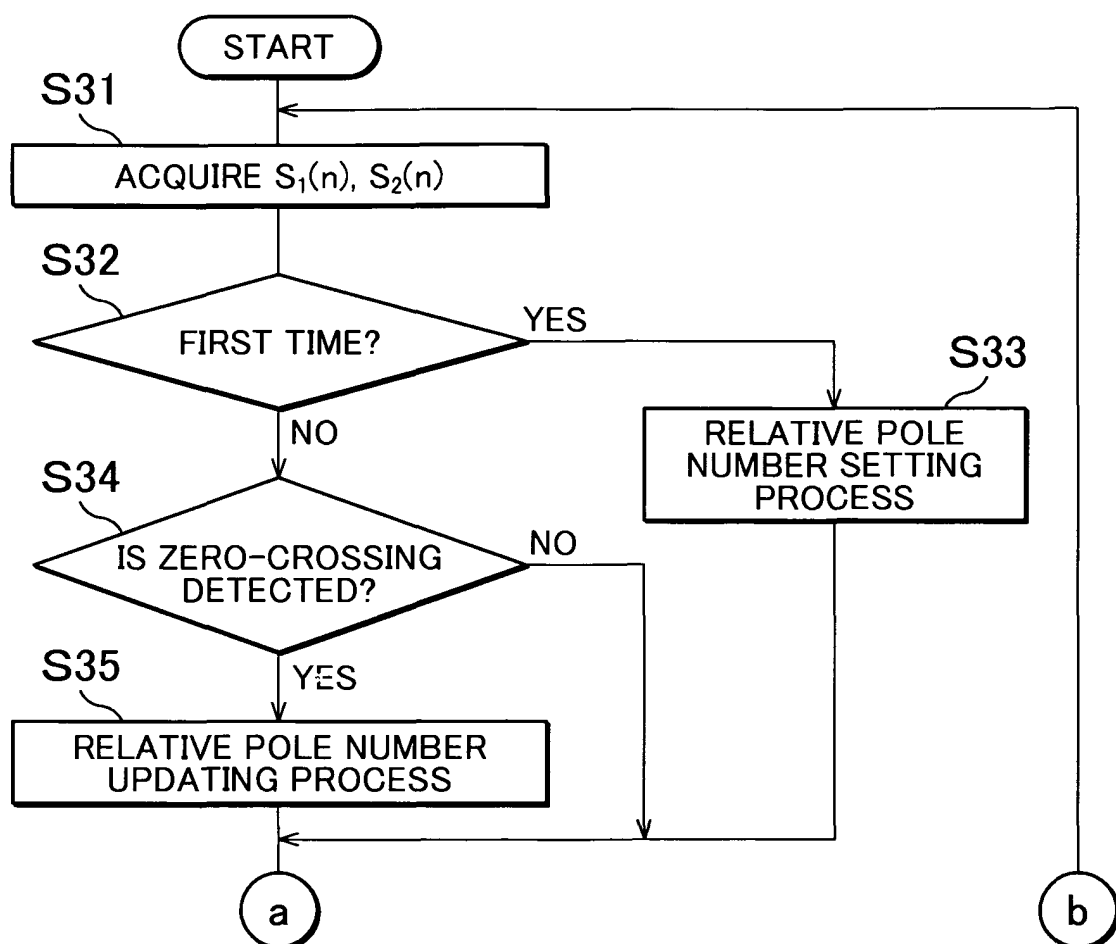 START
S31
ACQUIRE S₁(n), S₂(n)
S32
FIRST TIME?
YES
S33
RELATIVE POLE
NUMBER SETTING
PROCESS
NO
S34
IS ZERO-CROSSING
DETECTED?
NO
S35
YES
RELATIVE POLE NUMBER
UPDATING PROCESS
a
b